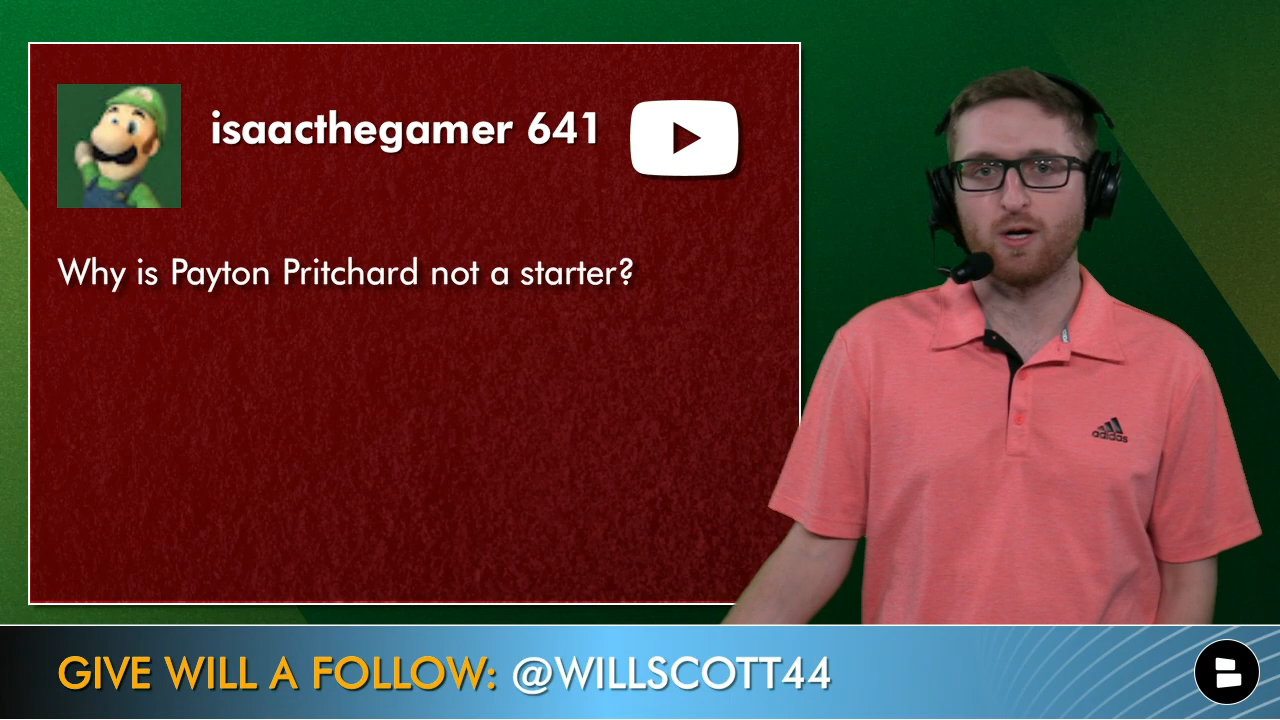 isaacthegamer 641
Why is Payton Pritchard not a starter?
adidas
GIVE WILL A FOLLOW: @WILLSCOTT44